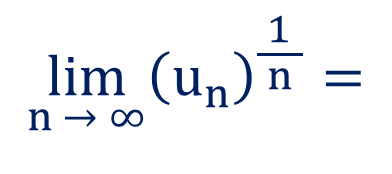 lim n → ∞ (uₙ)^(1/n) =